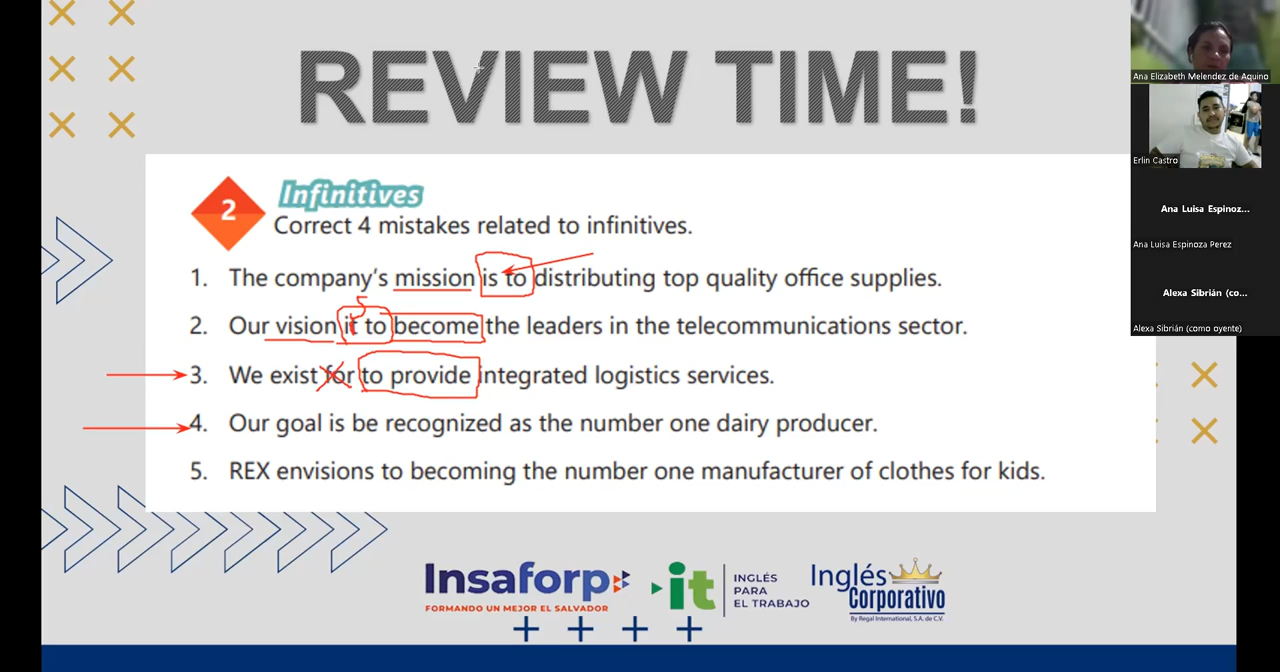 REVIEW TIME!
2
Infinitives
Correct 4 mistakes related to infinitives.
1. The company's mission is to distributing top quality office supplies.
2. Our vision it to become the leaders in the telecommunications sector.
s
3. We exist for to provide integrated logistics services.
4. Our goal is be recognized as the number one dairy producer.
5. REX envisions to becoming the number one manufacturer of clothes for kids.
Insaforp
FORMANDO UN MEJOR EL SALVADOR
it
INGLÉS
PARA
EL TRABAJO
Inglés
Corporativo
By Regal International, S.A. de C.V.
Ana Elizabeth Melendez de Aquino
Erlin Castro
Ana Luisa Espinoz...
Ana Luisa Espinoza Perez
Alexa Sibrián (co...
Alexa Sibrián (como oyente)